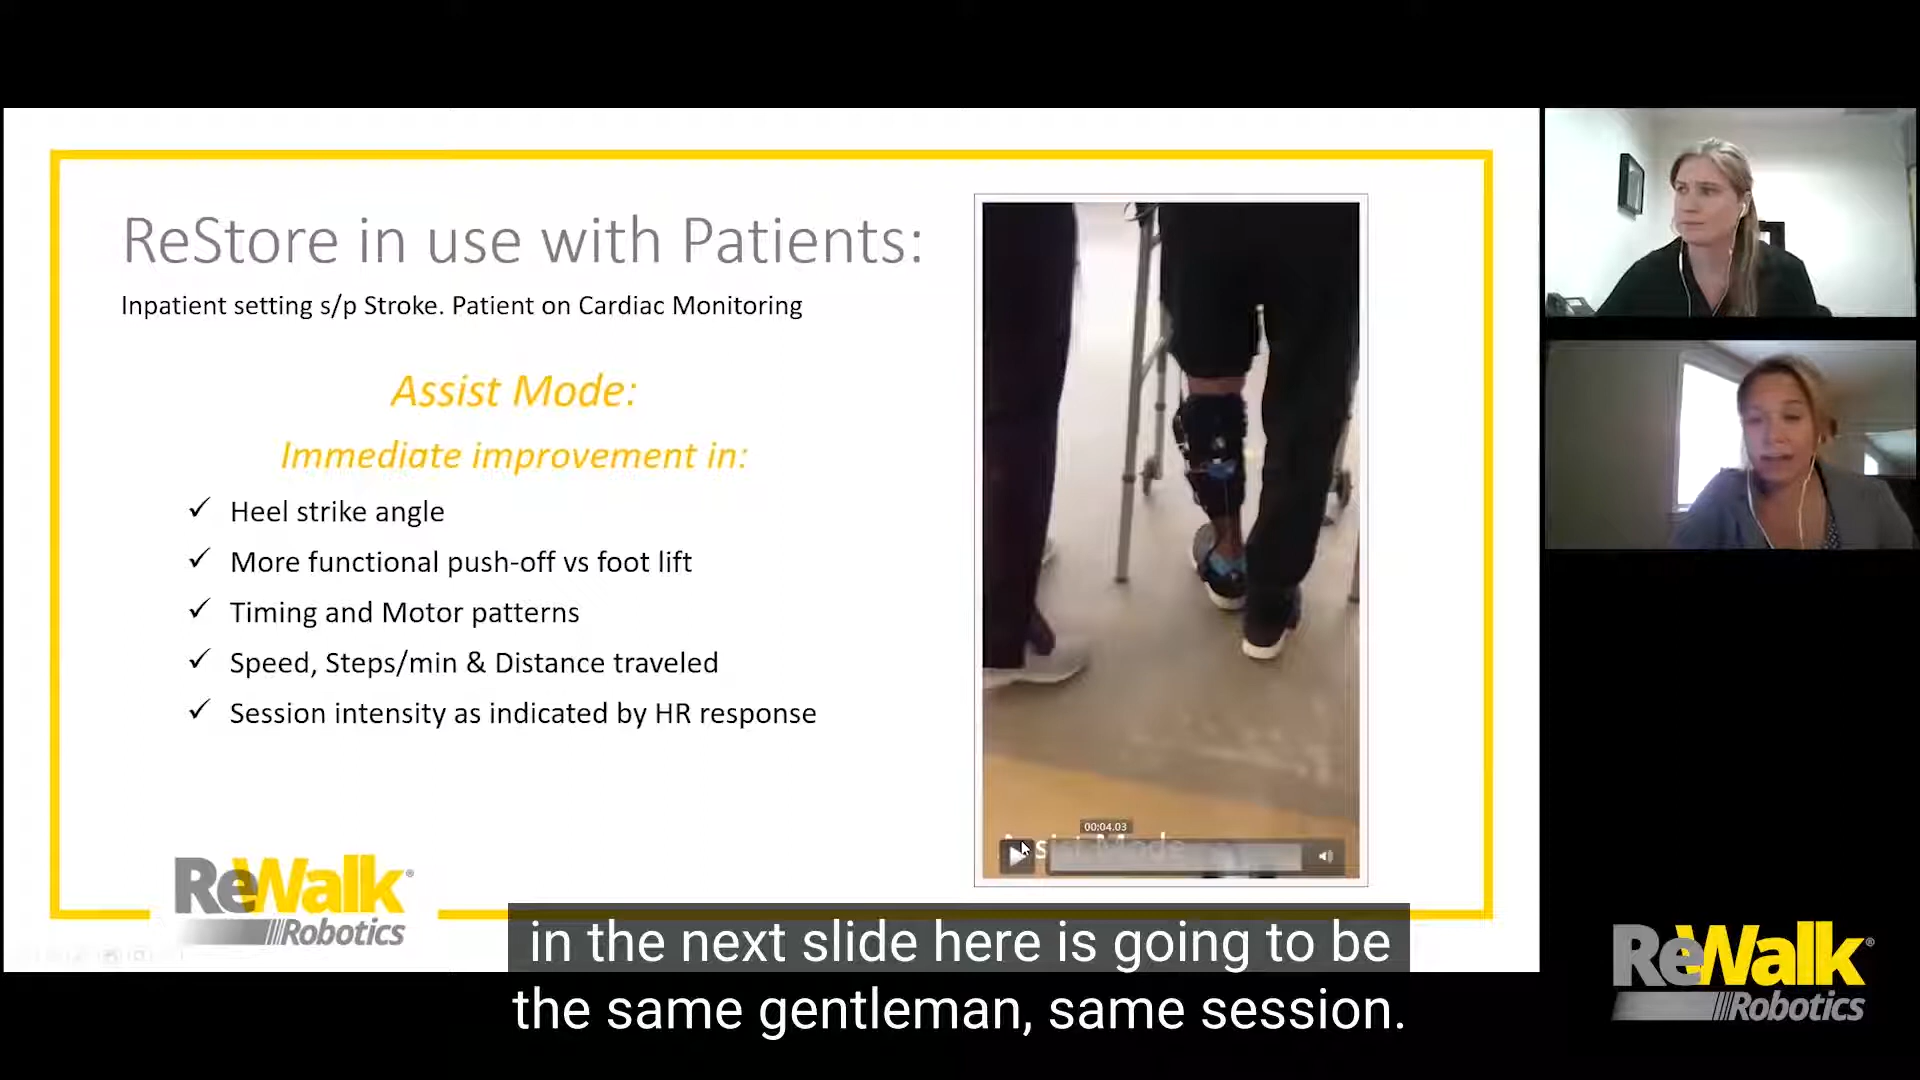 ReStore in use with Patients:
Inpatient setting s/p Stroke. Patient on Cardiac Monitoring
Assist Mode:
Immediate improvement in:
✓ Heel strike angle
✓ More functional push-off vs foot lift
✓ Timing and Motor patterns
✓ Speed, Steps/min & Distance traveled
✓ Session intensity as indicated by HR response
00:04.03
Assist Mode
ReWalk®
Robotics
in the next slide here is going to be
the same gentleman, same session.
ReWalk®
Robotics